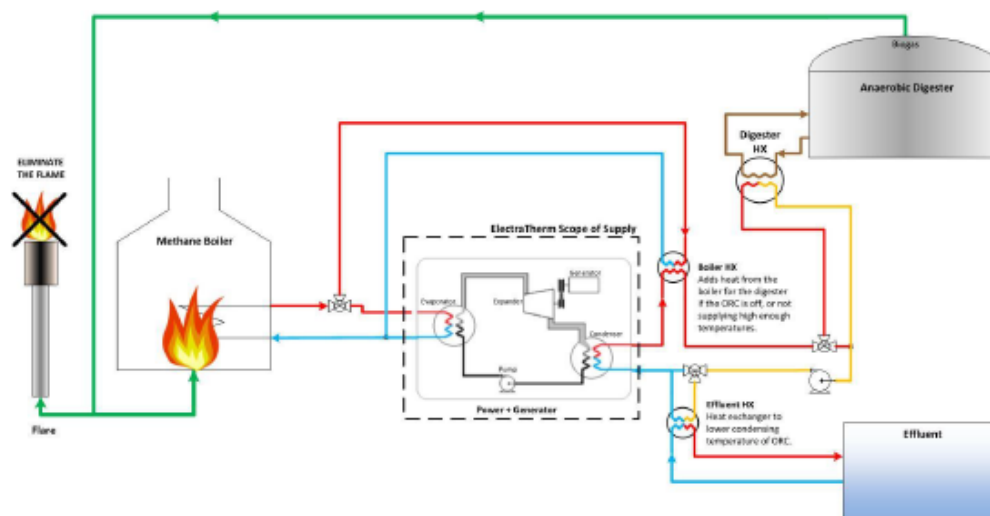 Biogas
Anaerobic Digester
Digester
HX
ELIMINATE
THE FLAME
Methane Boiler
ElectraTherm Scope of Supply
Generator
Evaporator
Expander
Condenser
Pump
Power + Generator
Boiler HX
Adds heat from the
boiler for the digester
if the ORC is off, or not
supplying high enough
temperatures.
Effluent HX
Heat exchanger to
lower condensing
temperature of ORC.
Effluent
Flare